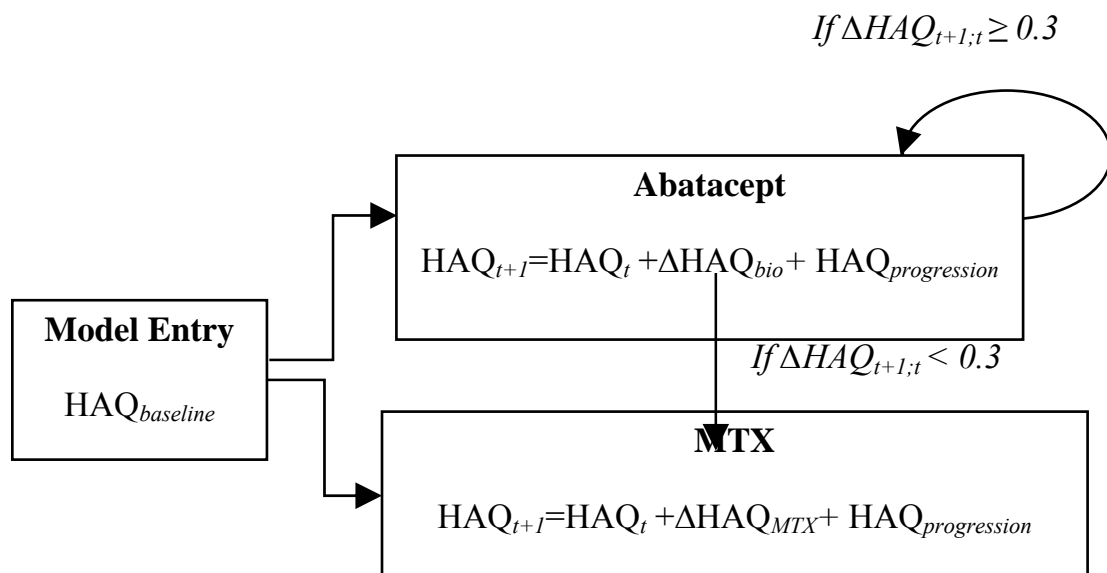 If ΔHAQt+1;t ≥ 0.3
Abatacept
HAQt+1=HAQt +ΔHAQbio+ HAQprogression
Model Entry
HAQbaseline
If ΔHAQt+1;t < 0.3
MTX
HAQt+1=HAQt +ΔHAQMTX+ HAQprogression